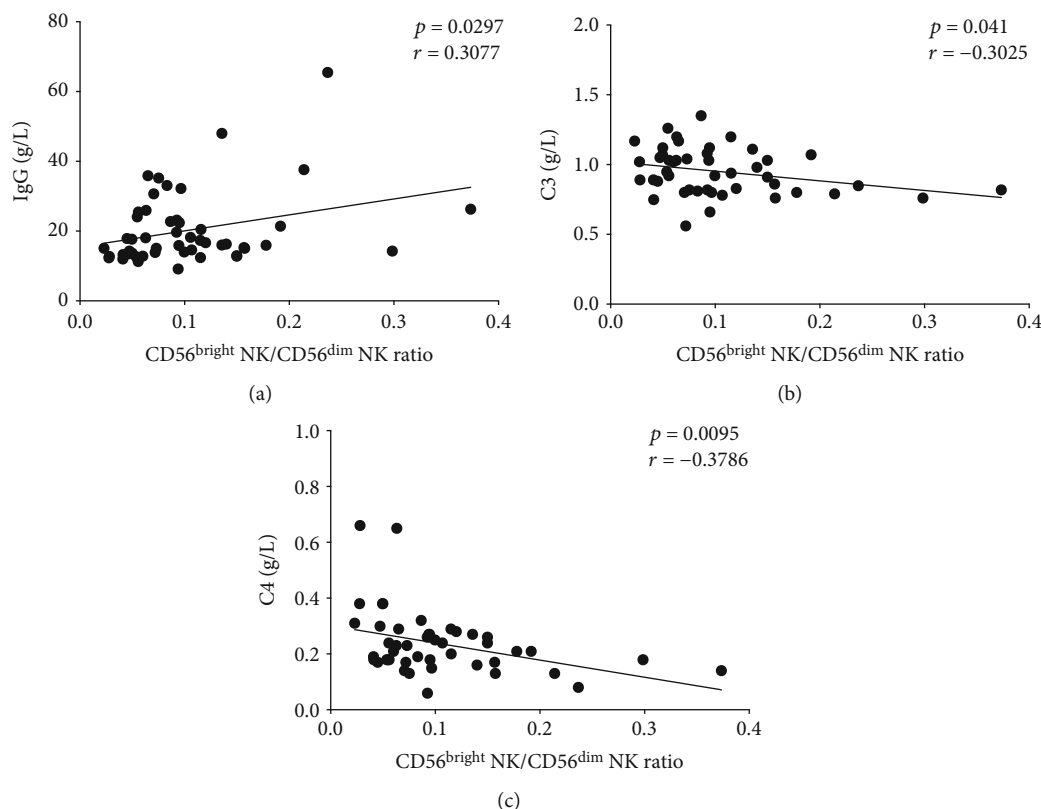 80
60
40
20
0
IgG (g/L)
0.0 0.1 0.2 0.3 0.4
p = 0.0297
r = 0.3077
CD56bright NK/CD56dim NK ratio
(a)
2.0
1.5
1.0
0.5
0.0
C3 (g/L)
0.0 0.1 0.2 0.3 0.4
p = 0.041
r = −0.3025
CD56bright NK/CD56dim NK ratio
(b)
1.0
0.8
0.6
0.4
0.2
0.0
C4 (g/L)
0.0 0.1 0.2 0.3 0.4
p = 0.0095
r = −0.3786
CD56bright NK/CD56dim NK ratio
(c)